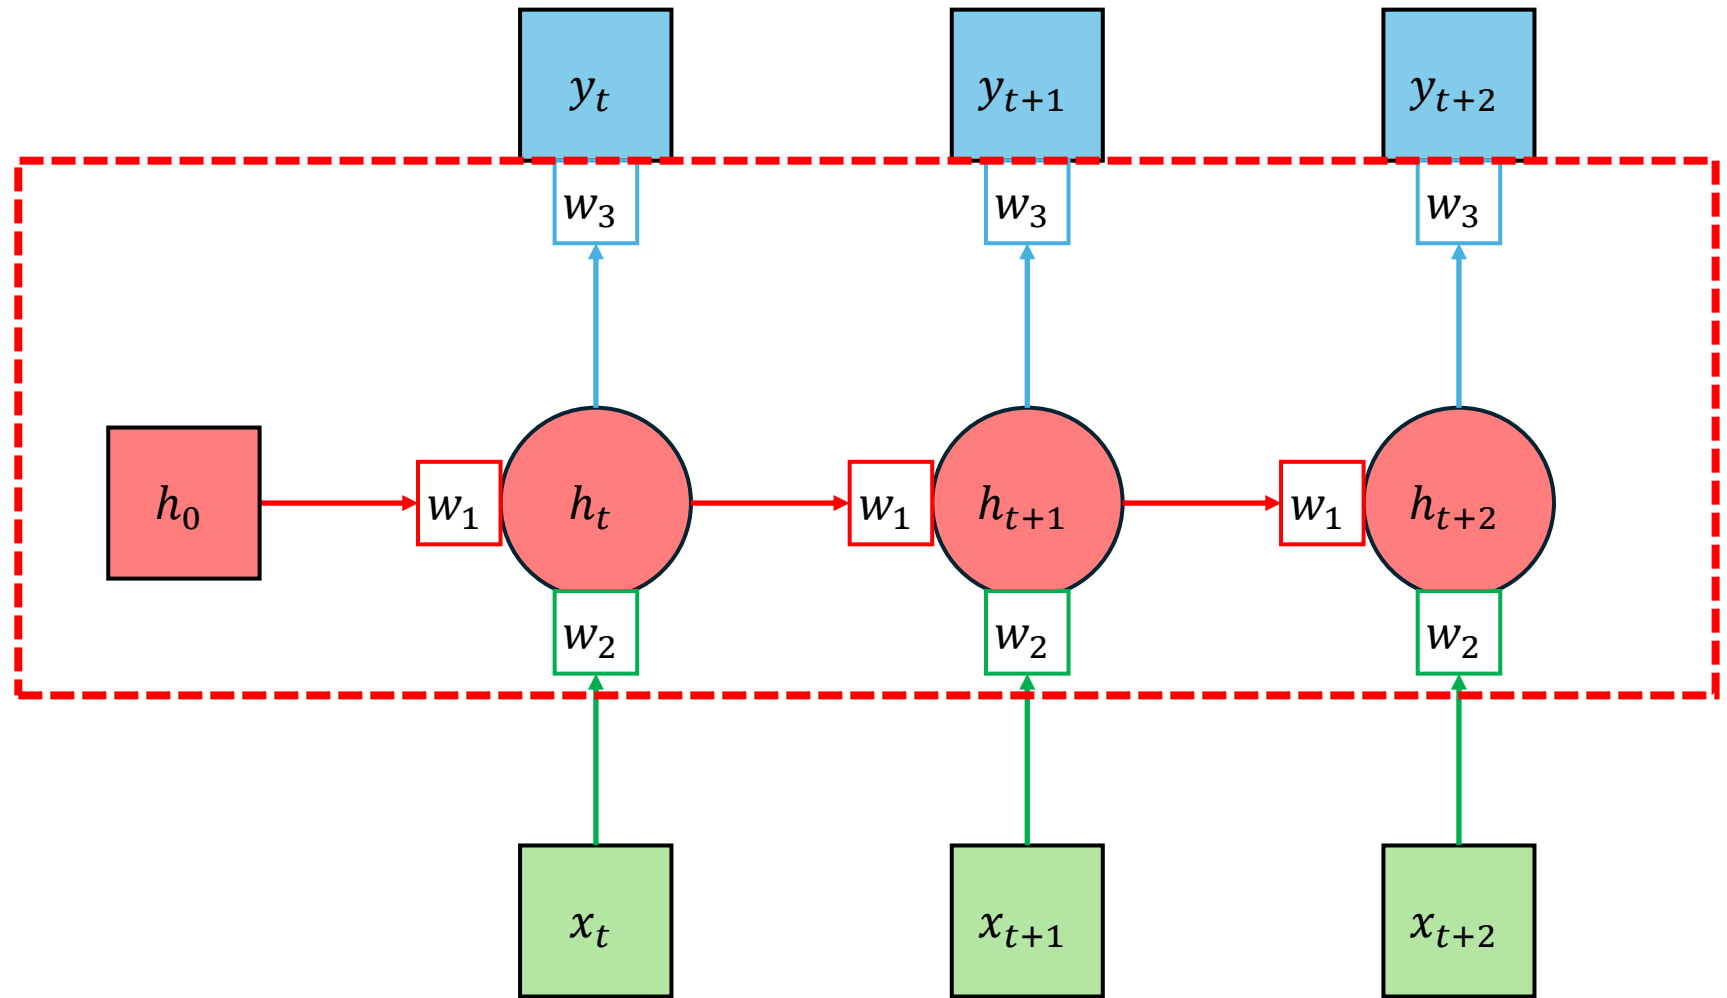 y_t y_{t+1} y_{t+2}
w_3 w_3 w_3
h_0 w_1 h_t w_1 h_{t+1} w_1 h_{t+2}
w_2 w_2 w_2
x_t x_{t+1} x_{t+2}